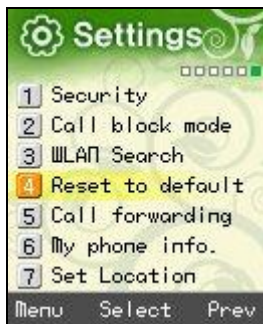 Settings
1 Security
2 Call block mode
3 WLAN Search
4 Reset to default
5 Call forwarding
6 My phone info.
7 Set Location
Menu Select Prev